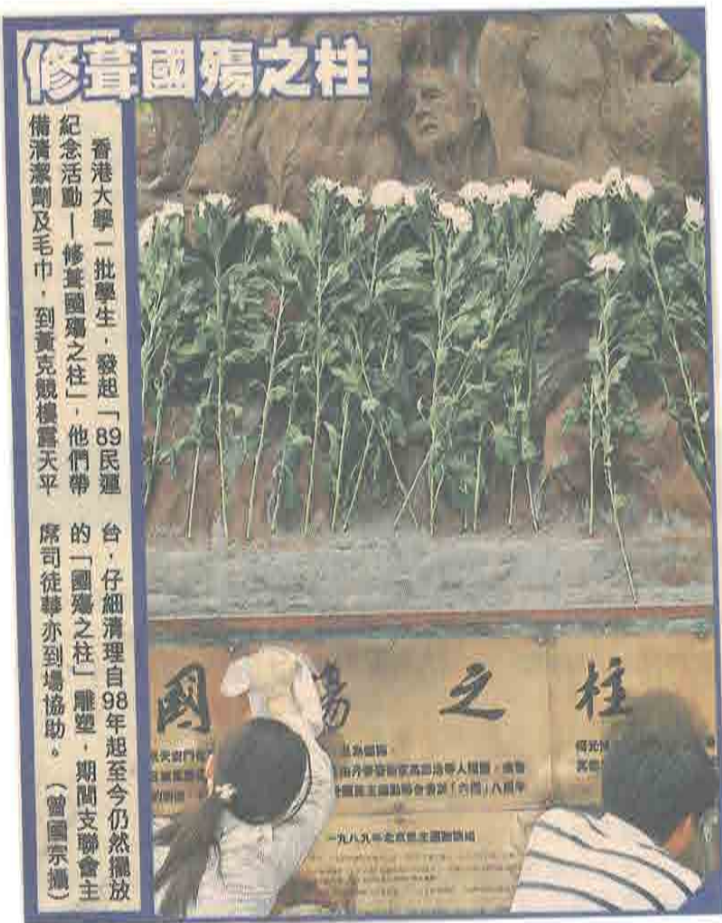 修葺國殤之柱
香港大學一批學生，發起「89民運
紀念活動—修葺國殤之柱」，他們帶
備清潔劑及毛巾，到黃克競樓露天平
台，仔細清理自98年起至今仍然擺放
的「國殤之柱」雕塑，期間支聯會主
席司徒華亦到場協助。（曾國宗攝）
國殤之柱
一九八九年北京